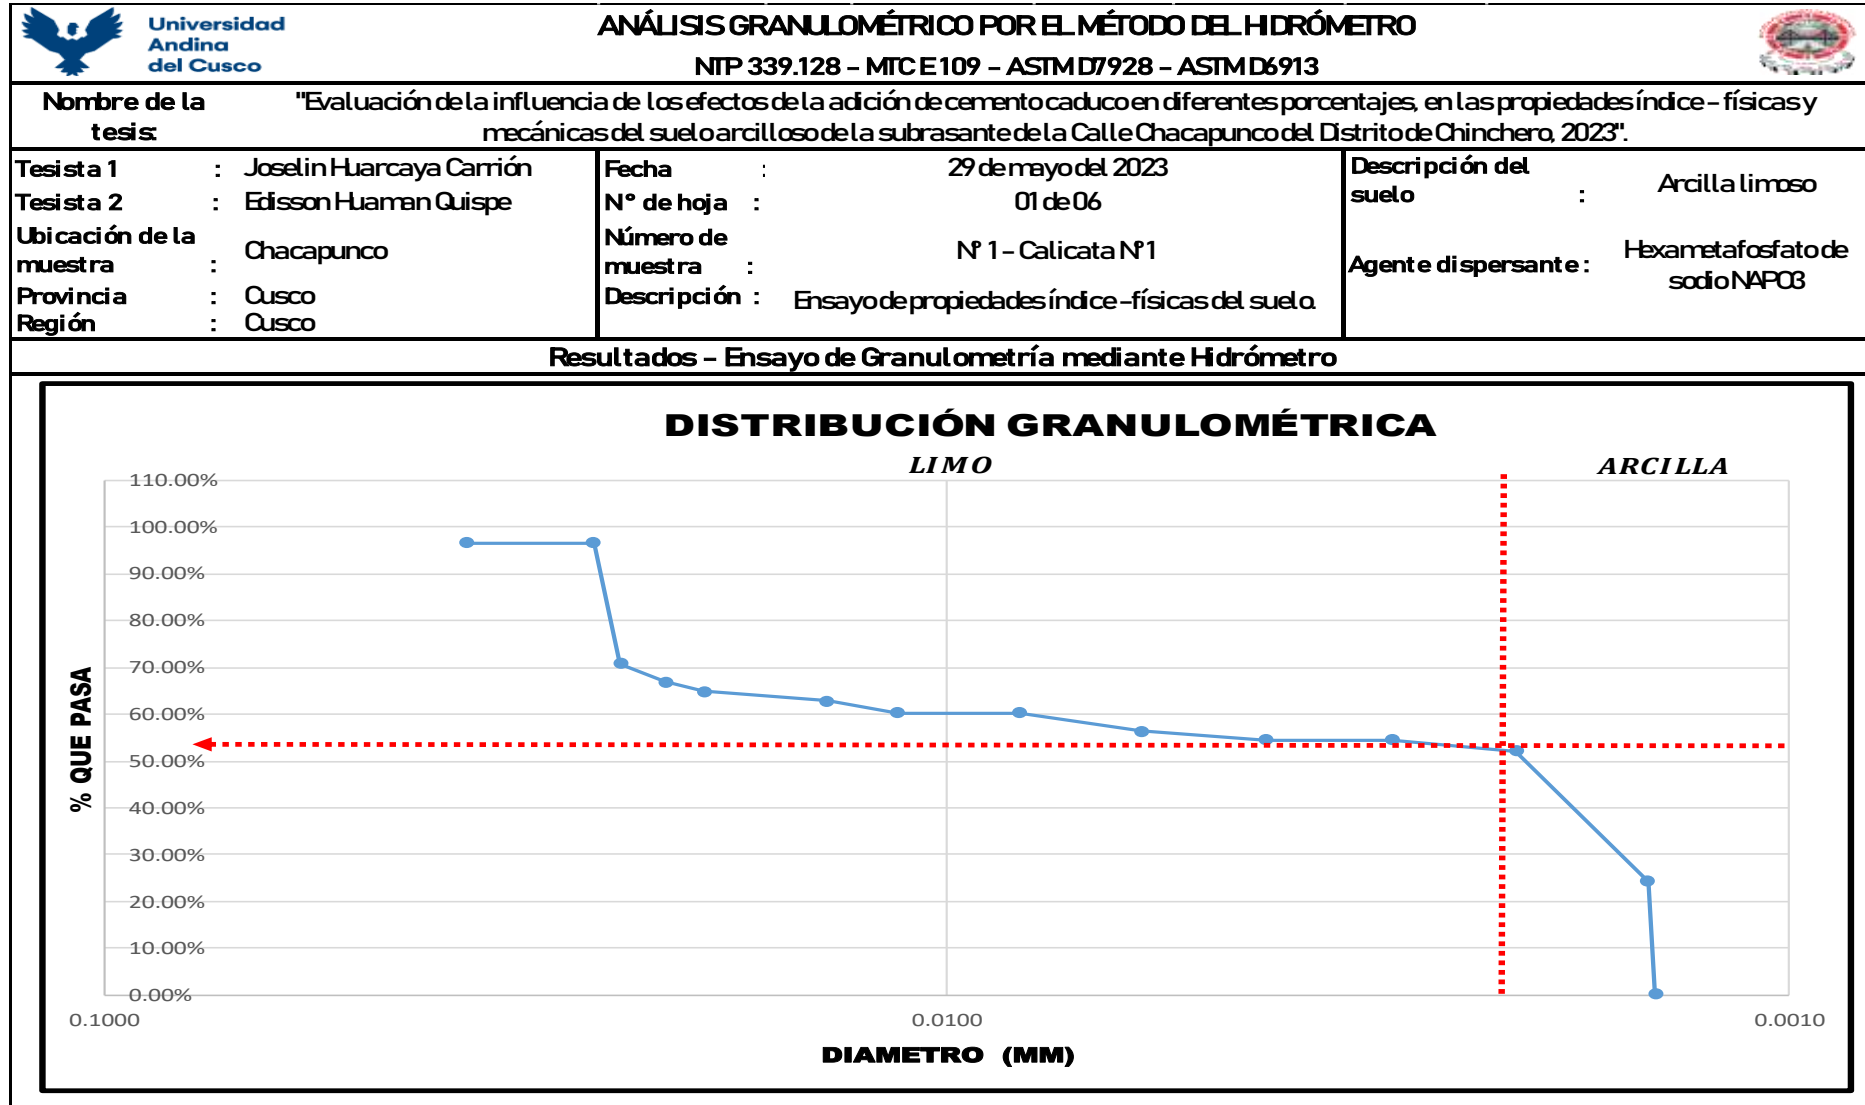 Universidad
Andina
del Cusco
ANÁLISIS GRANULOMÉTRICO POR EL MÉTODO DEL HIDRÓMETRO
NTP 339.128 - MTC E 109 - ASTM D7928 - ASTM D6913
Nombre de la tesis:
"Evaluación de la influencia de los efectos de la adición de cemento caduco en diferentes porcentajes, en las propiedades índice - físicas y
mecánicas del suelo arcilloso de la subrasante de la Calle Chacapunco del Distrito de Chinchero, 2023".
Tesista 1 : Joselin Huarcaya Carrión
Tesista 2 : Edisson Huaman Quispe
Ubicación de la
muestra : Chacapunco
Provincia : Cusco
Región : Cusco
Fecha : 29 de mayo del 2023
N° de hoja : 01 de 06
Número de
muestra : Nº 1 - Calicata Nº1
Descripción : Ensayo de propiedades índice -físicas del suelo.
Descripción del
suelo : Arcilla limoso
Agente dispersante : Hexametafosfato de
sodio NAPO3
Resultados - Ensayo de Granulometría mediante Hidrómetro
DISTRIBUCIÓN GRANULOMÉTRICA
LIMO
ARCILLA
110.00%
100.00%
90.00%
80.00%
70.00%
60.00%
50.00%
40.00%
30.00%
20.00%
10.00%
0.00%
% QUE PASA
0.1000
0.0100
0.0010
DIAMETRO (MM)